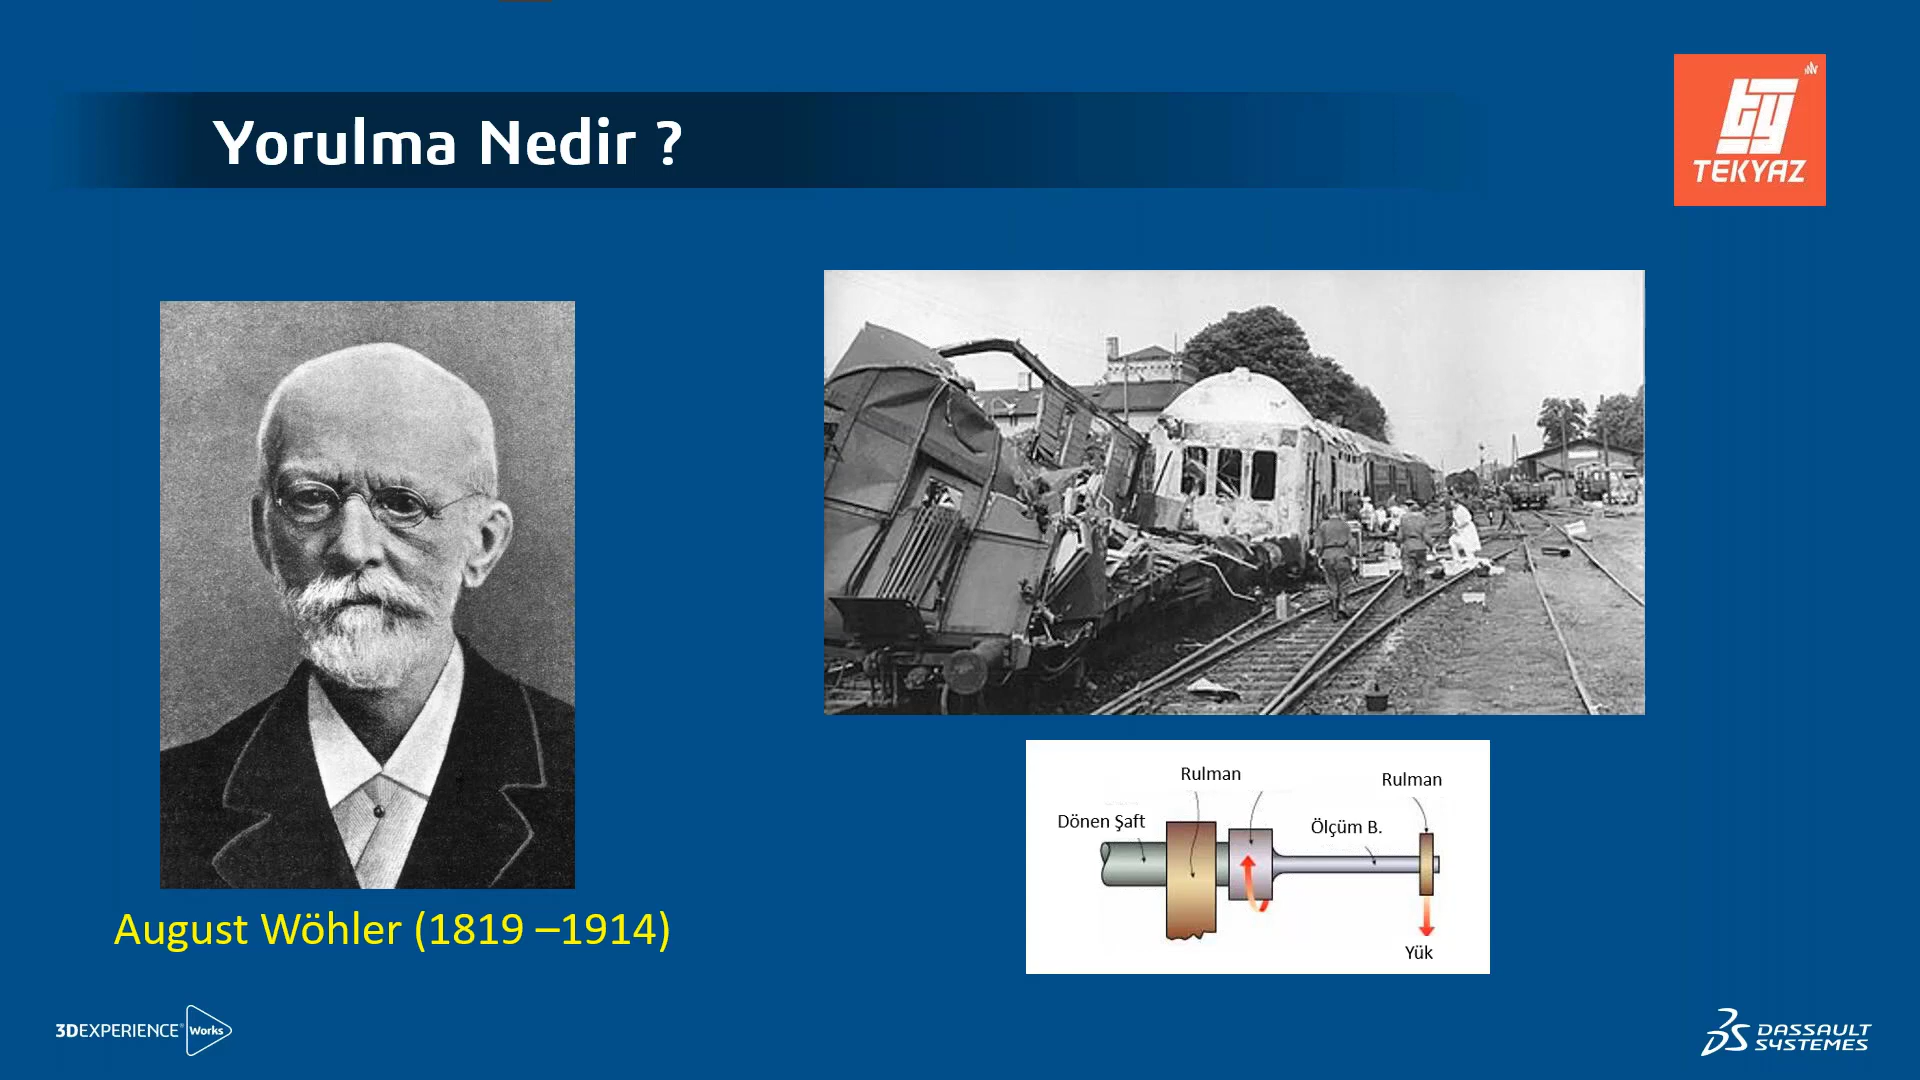 Yorulma Nedir ?
TEKYAZ
Rulman
Rulman
Dönen Şaft
Ölçüm B.
Yük
August Wöhler (1819 –1914)
3DEXPERIENCE® Works
DASSAULT
SYSTEMES